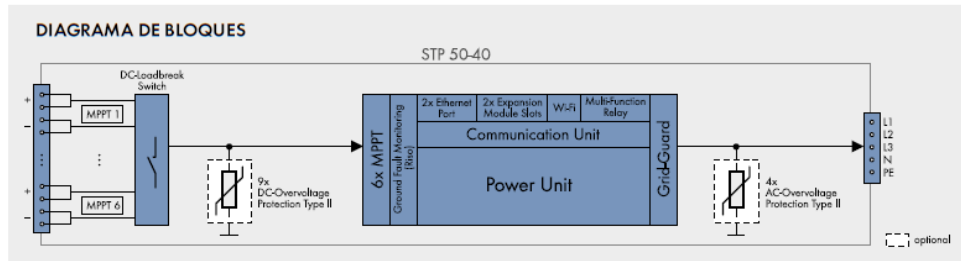 DIAGRAMA DE BLOQUES
STP 50-40
DC-Loadbreak
Switch
+
MPPT 1
−
+
MPPT 6
−
9x
DC-Overvoltage
Protection Type II
6x MPPT
Ground Fault Monitoring
(Riso)
2x Ethernet
Port
2x Expansion
Module Slots
Wi-Fi
Multi-Function
Relay
Communication Unit
Power Unit
Grid-Guard
4x
AC-Overvoltage
Protection Type II
L1
L2
L3
N
PE
optional